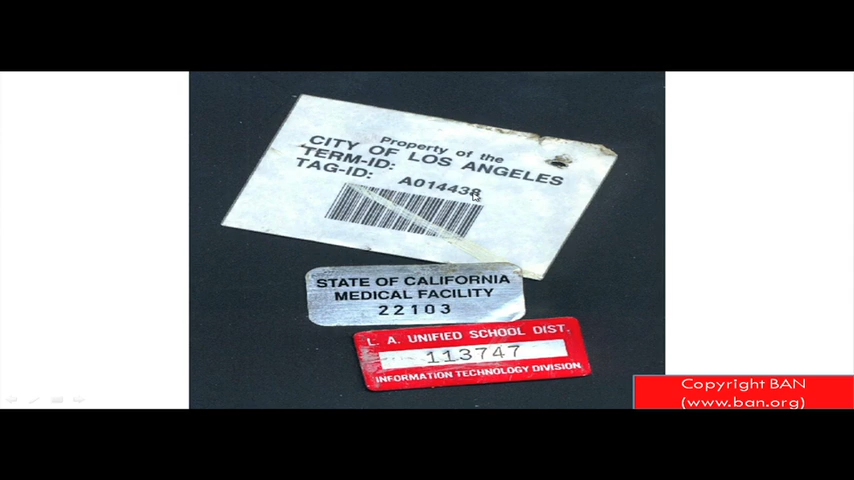 Property of the
CITY OF LOS ANGELES
TERM-ID:
TAG-ID: A014438
STATE OF CALIFORNIA
MEDICAL FACILITY
22103
L. A. UNIFIED SCHOOL DIST.
113747
INFORMATION TECHNOLOGY DIVISION
Copyright BAN
(www.ban.org)